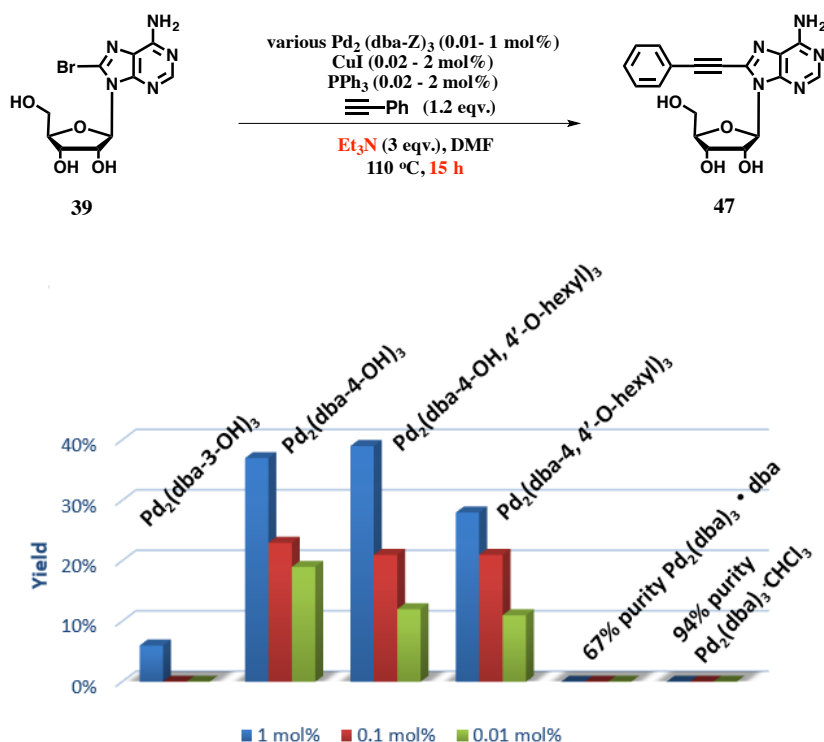 NH₂
N
N
Br
N
N
HO
O
OH
OH
39
various Pd₂ (dba-Z)₃ (0.01- 1 mol%)
CuI (0.02 - 2 mol%)
PPh₃ (0.02 - 2 mol%)
Ph (1.2 eqv.)
Et₃N (3 eqv.), DMF
110 °C, 15 h
NH₂
N
N
N
N
HO
O
OH
OH
47
Pd₂(dba-3-OH)₃
Pd₂(dba-4-OH)₃
Pd₂(dba-4-OH, 4′-O-hexyl)₃
Pd₂(dba-4, 4′-O-hexyl)₃
67% purity Pd₂(dba)₃ • dba
94% purity
Pd₂(dba)₃·CHCl₃
Yield
40%
30%
20%
10%
0%
1 mol% 0.1 mol% 0.01 mol%